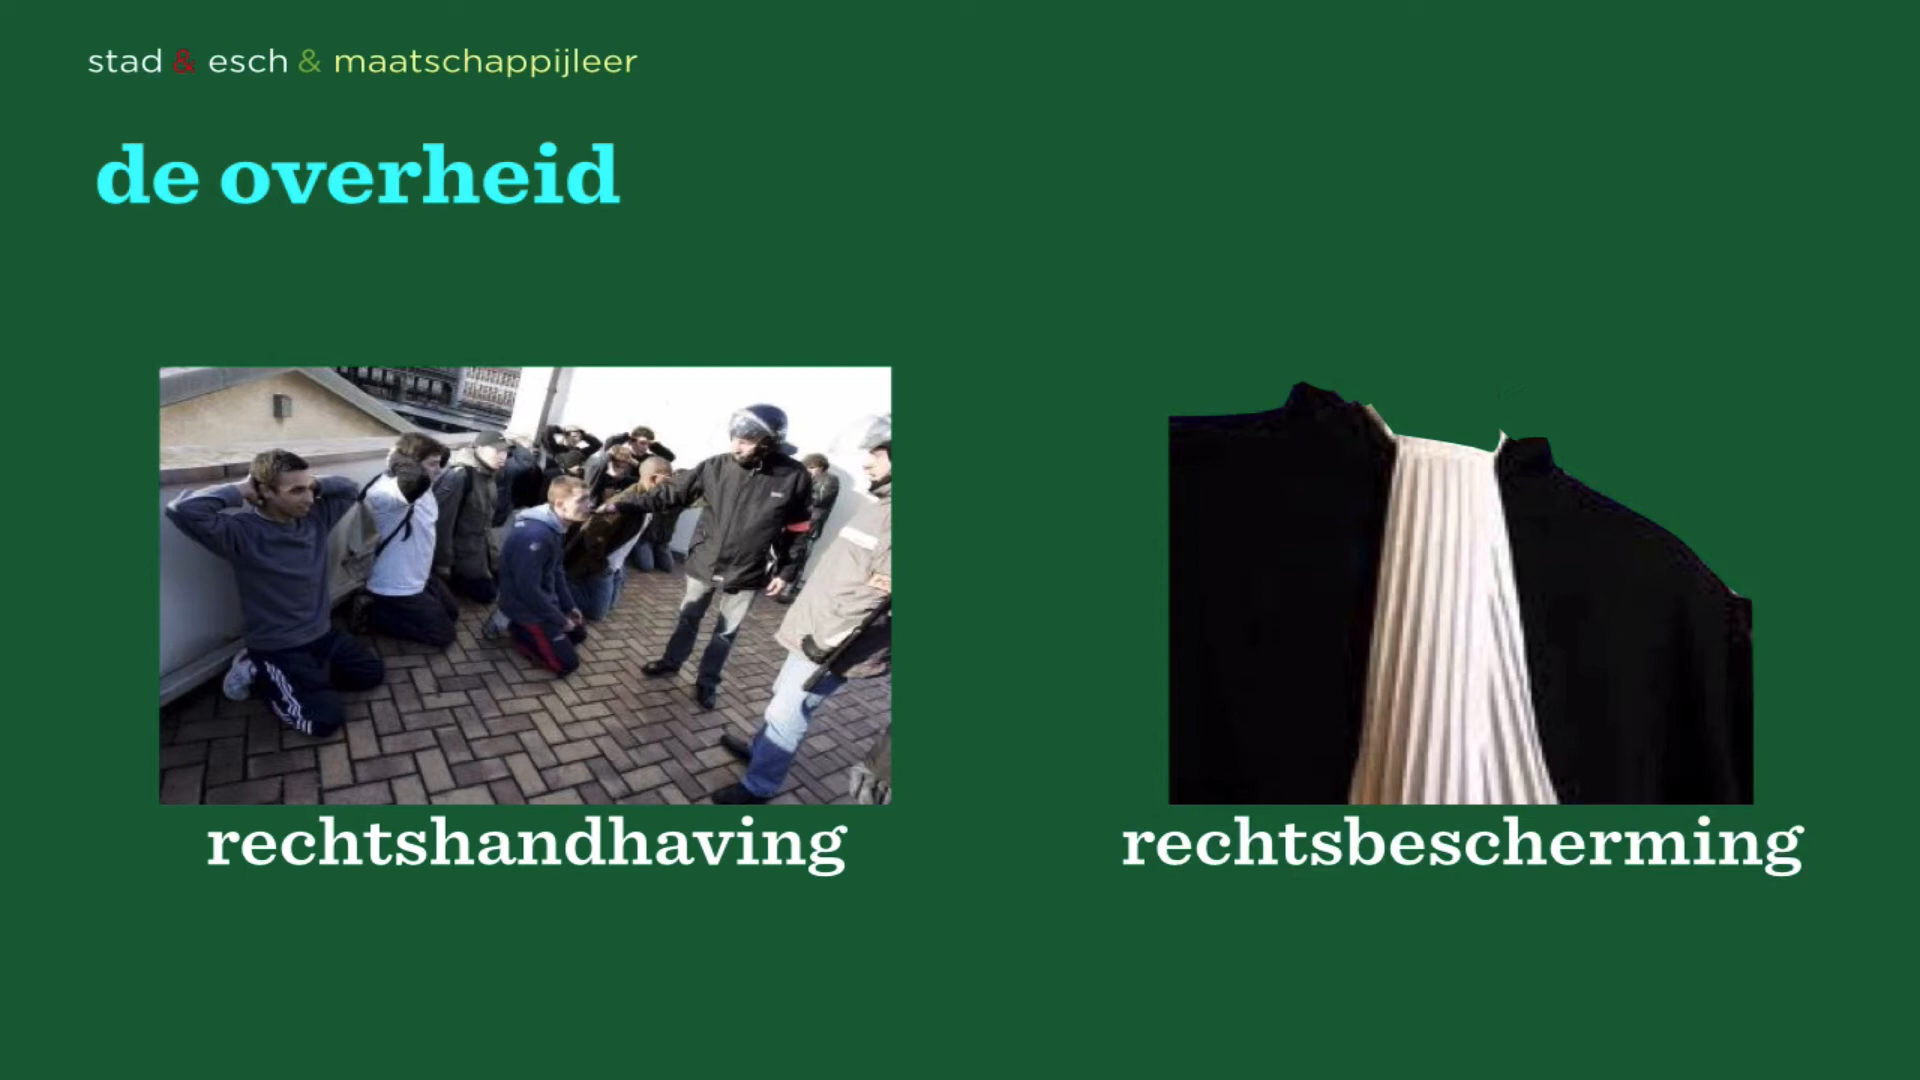 stad & esch & maatschappijleer
de overheid
rechtshandhaving
rechtsbescherming